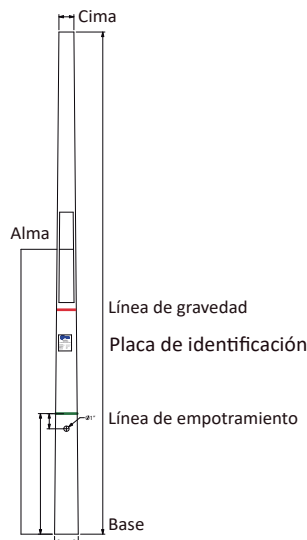 Cima
Alma
Línea de gravedad
Placa de identificación
Línea de empotramiento
Base